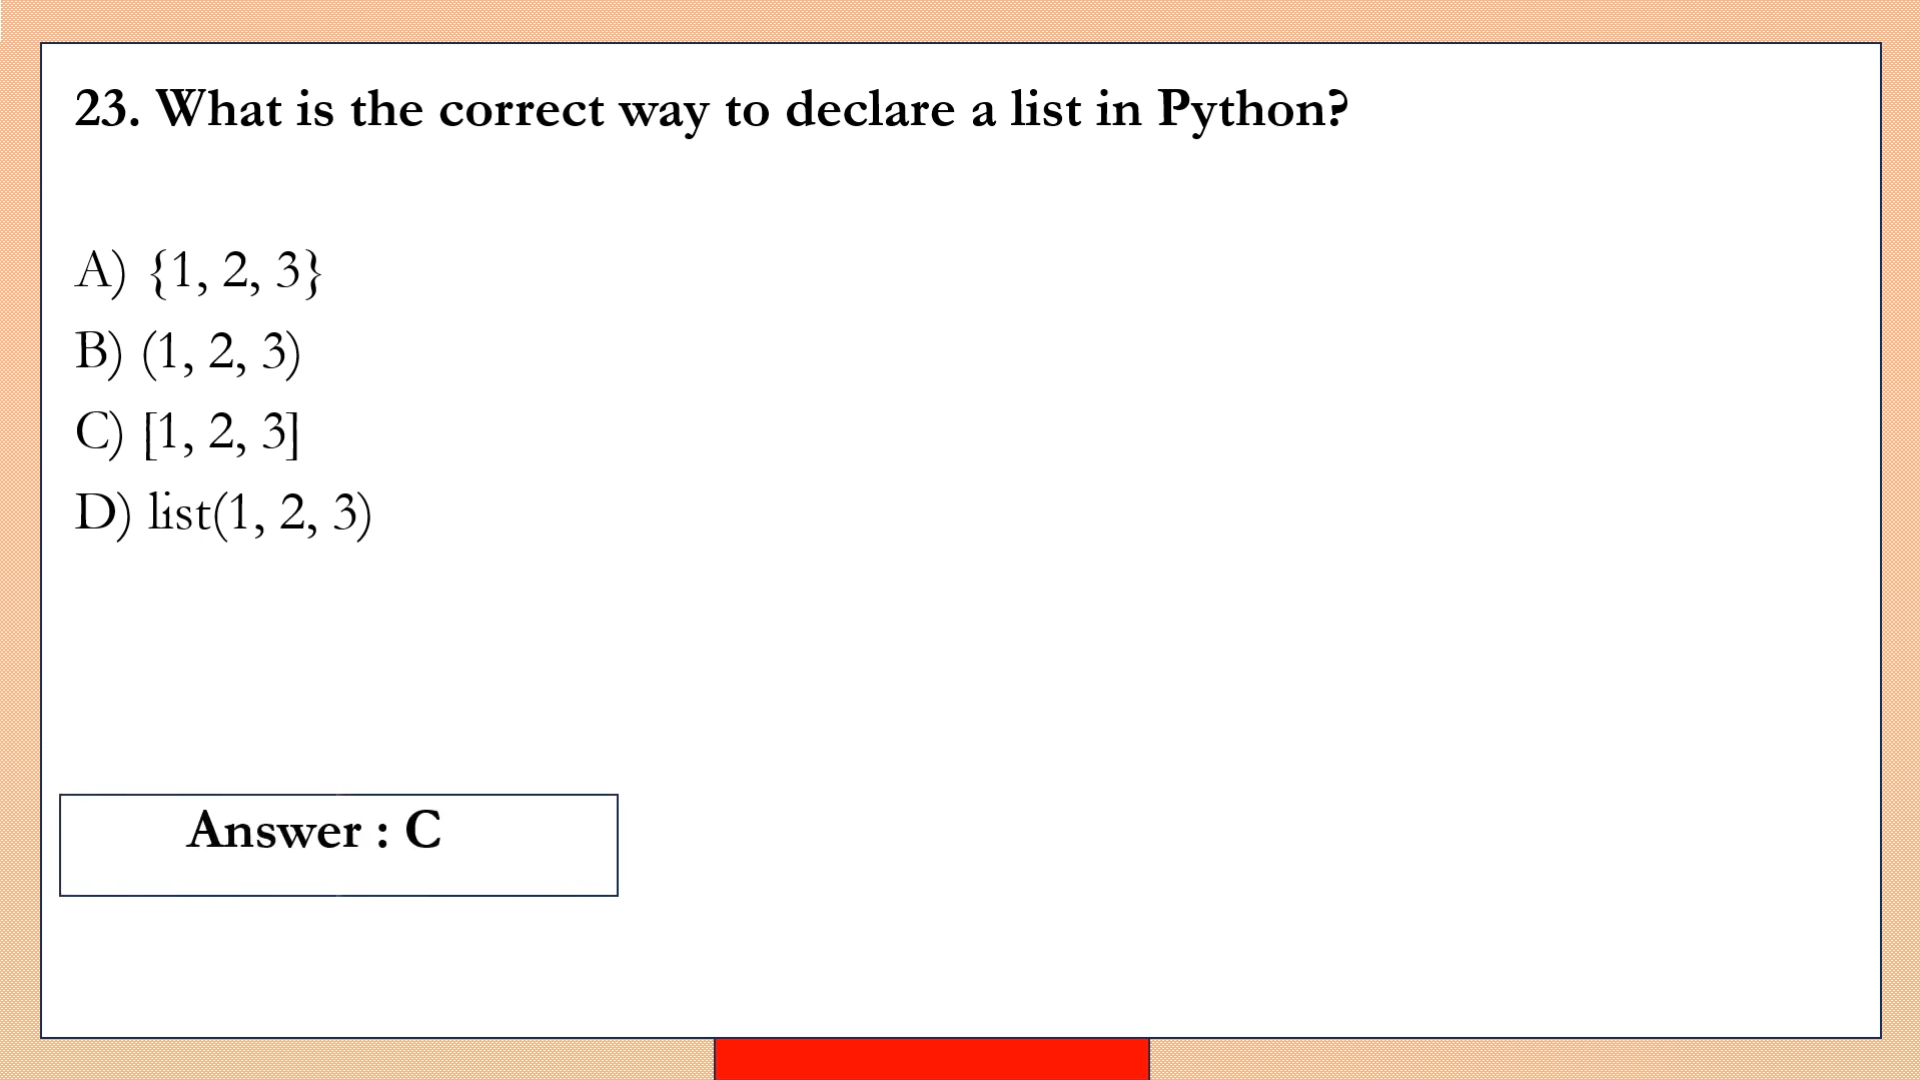 23. What is the correct way to declare a list in Python?
A) {1, 2, 3}
B) (1, 2, 3)
C) [1, 2, 3]
D) list(1, 2, 3)
Answer : C